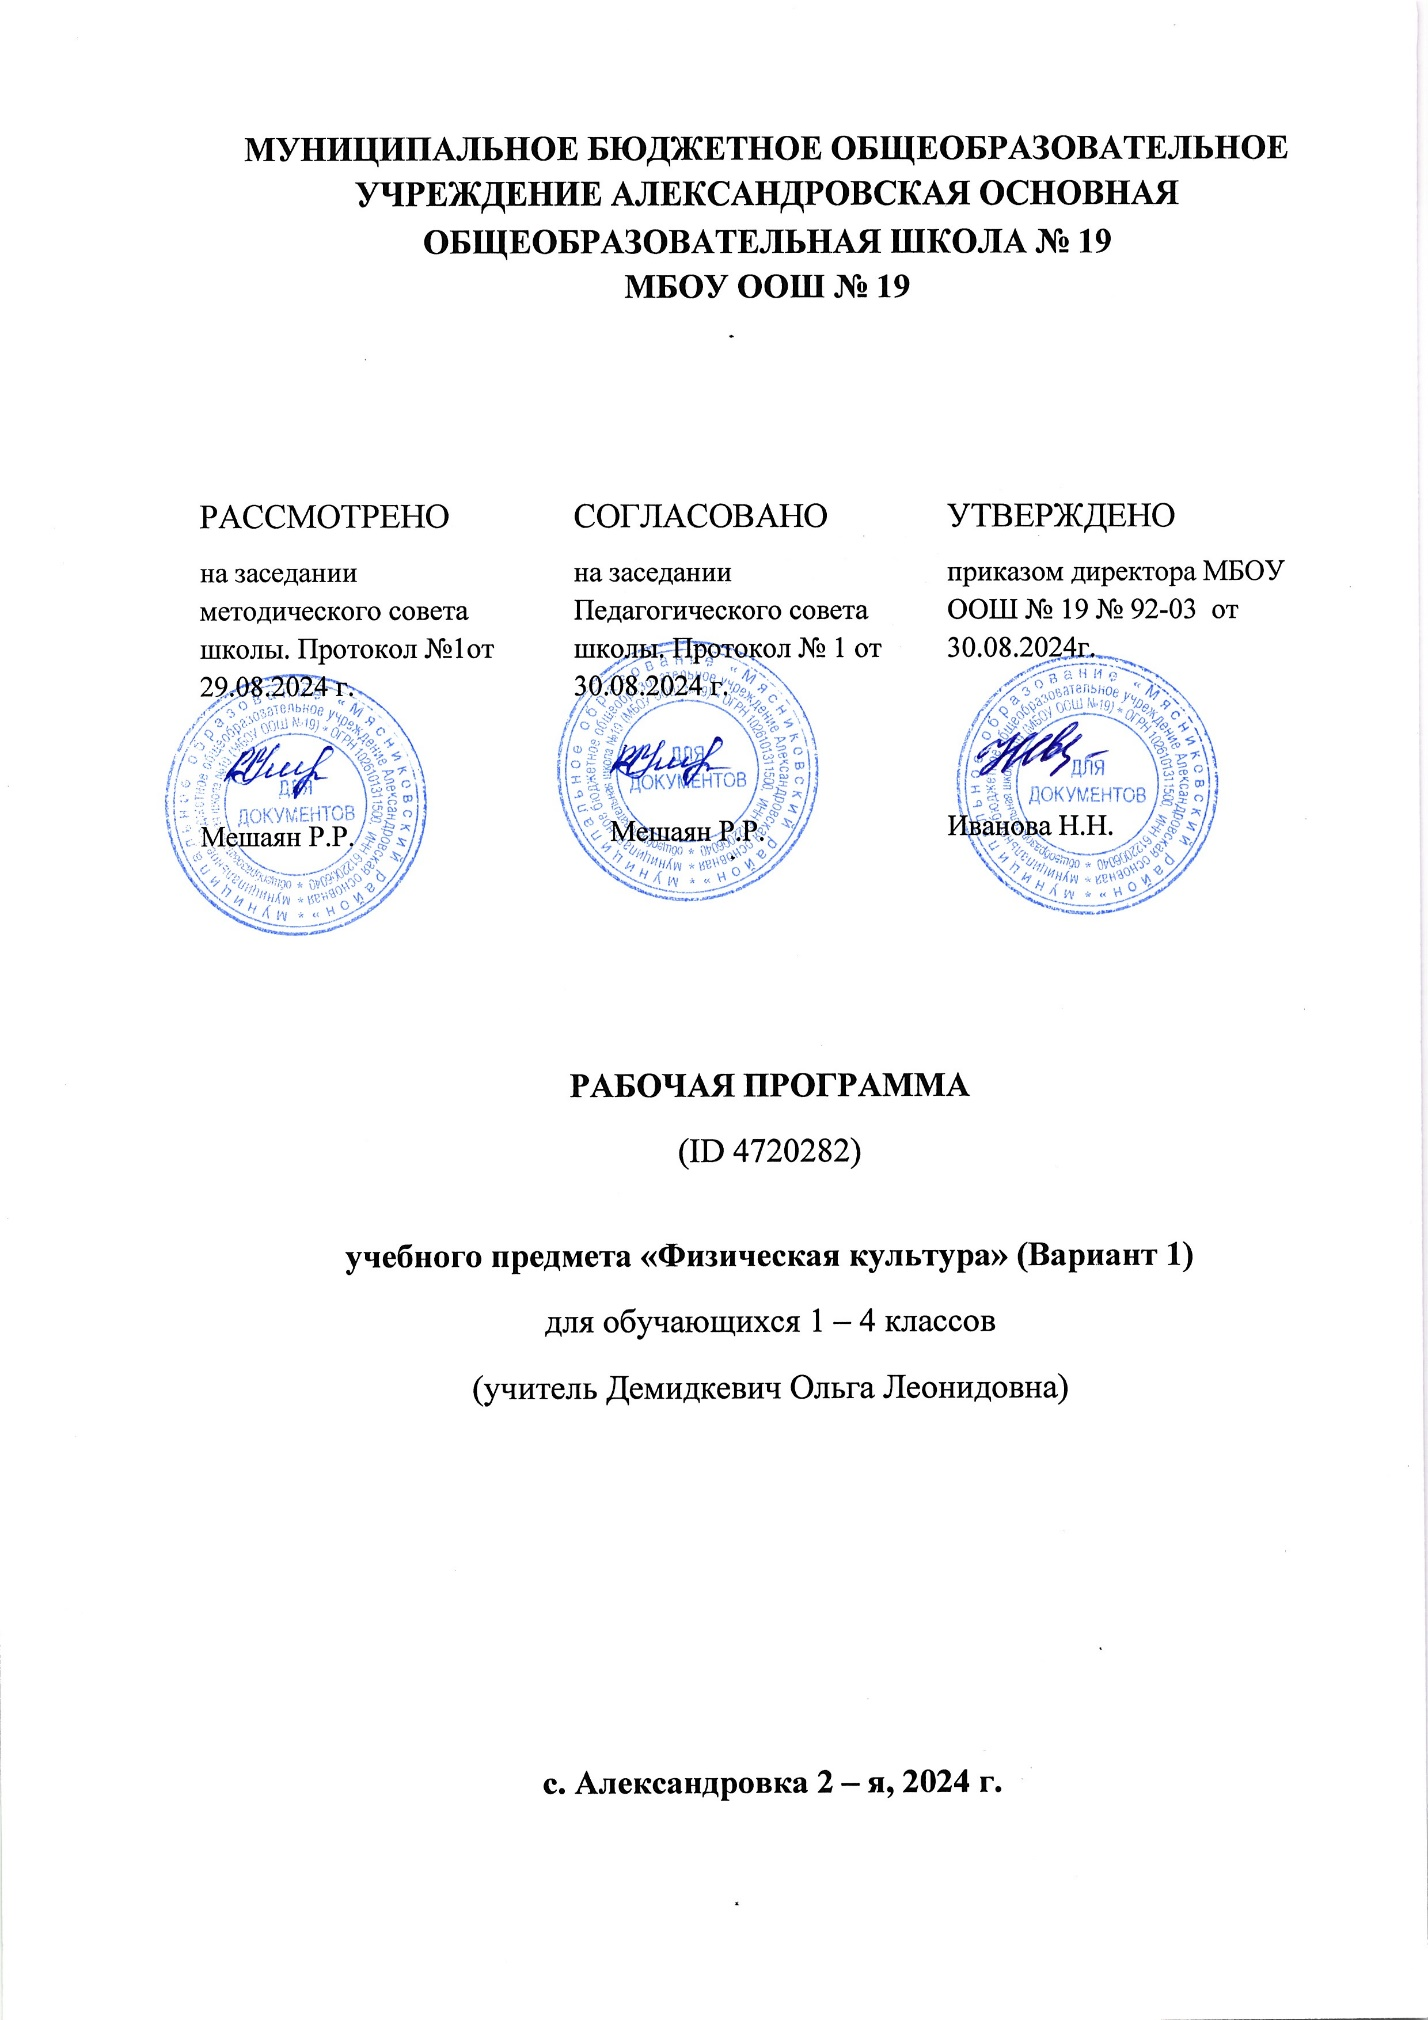 МУНИЦИПАЛЬНОЕ БЮДЖЕТНОЕ ОБЩЕОБРАЗОВАТЕЛЬНОЕ
УЧРЕЖДЕНИЕ АЛЕКСАНДРОВСКАЯ ОСНОВНАЯ
ОБЩЕОБРАЗОВАТЕЛЬНАЯ ШКОЛА № 19
МБОУ ООШ № 19
РАССМОТРЕНО
на заседании
методического совета
школы. Протокол №1от
29.08.2024 г.
ДЛЯ
ДОКУМЕНТОВ
Мешаян Р.Р.
СОГЛАСОВАНО
на заседании
Педагогического совета
школы. Протокол № 1 от
30.08.2024 г.
ДЛЯ
ДОКУМЕНТОВ
Мешаян Р.Р.
УТВЕРЖДЕНО
приказом директора МБОУ
ООШ № 19 № 92-03 от
30.08.2024г.
ДЛЯ
ДОКУМЕНТОВ
Иванова Н.Н.
РАБОЧАЯ ПРОГРАММА
(ID 4720282)
учебного предмета «Физическая культура» (Вариант 1)
для обучающихся 1 – 4 классов
(учитель Демидкевич Ольга Леонидовна)
с. Александровка 2 – я, 2024 г.